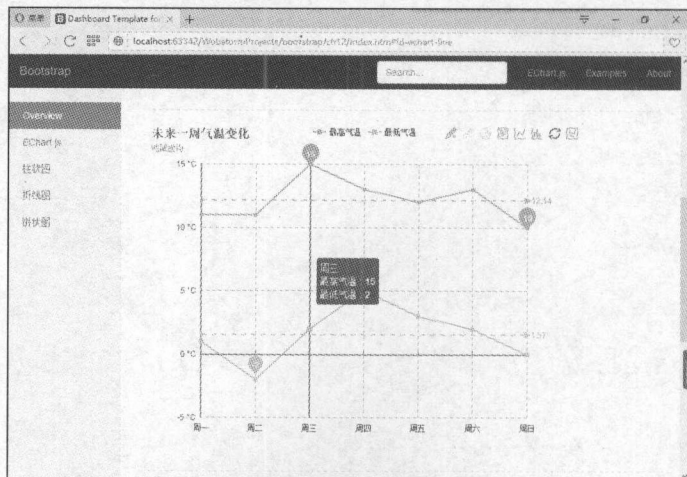 菜单 Dashboard Template for
localhost:63342/WebstormProjects/bootstrap/ch12/index.html#id-echart-line
Bootstrap Search... EChart.js Examples About
Overview
EChart.js
柱状图
折线图
饼状图
未来一周气温变化
最高气温 最低气温
15 °C
12.14
10 °C
周三
最高气温：15
最低气温：2
5 °C
1.57
0 °C
-5 °C
周一 周二 周三 周四 周五 周六 周日